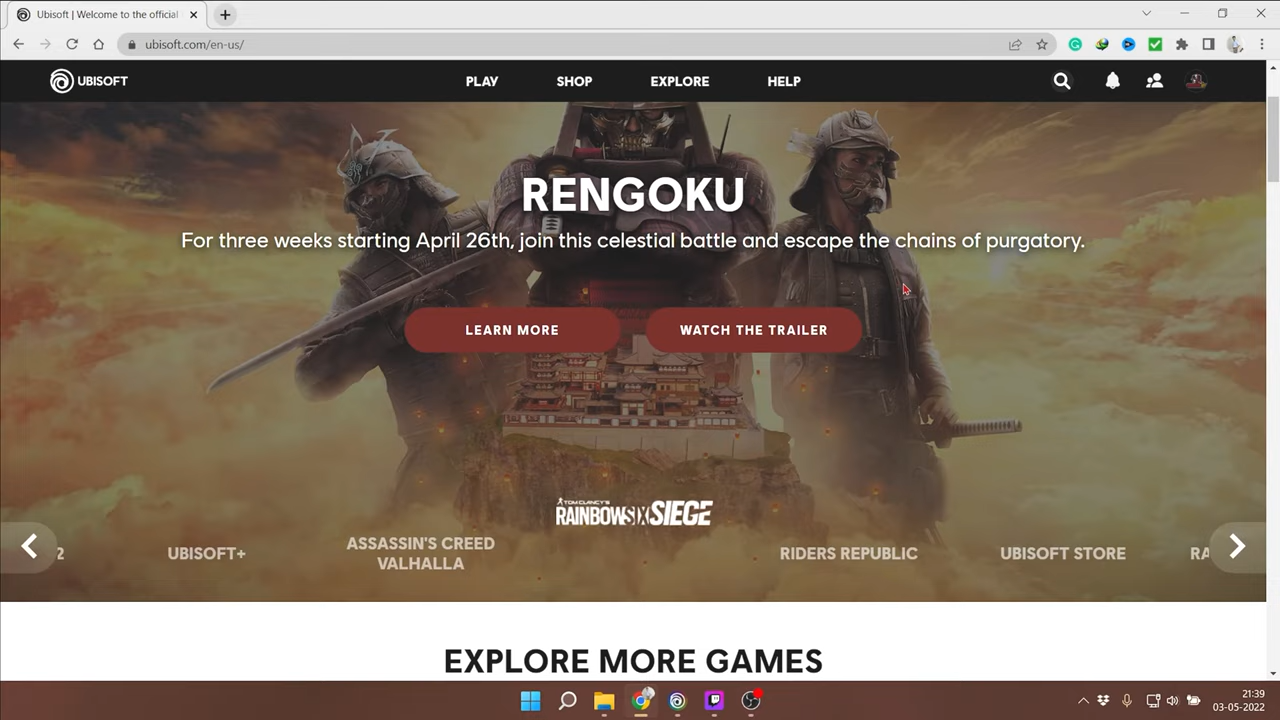 Ubisoft | Welcome to the official
ubisoft.com/en-us/
UBISOFT
PLAY
SHOP
EXPLORE
HELP
RENGOKU
For three weeks starting April 26th, join this celestial battle and escape the chains of purgatory.
LEARN MORE
WATCH THE TRAILER
TOM CLANCY'S
RAINBOWSIX SIEGE
2
UBISOFT+
ASSASSIN'S CREED
VALHALLA
RIDERS REPUBLIC
UBISOFT STORE
RA
EXPLORE MORE GAMES
21:39
03-05-2022